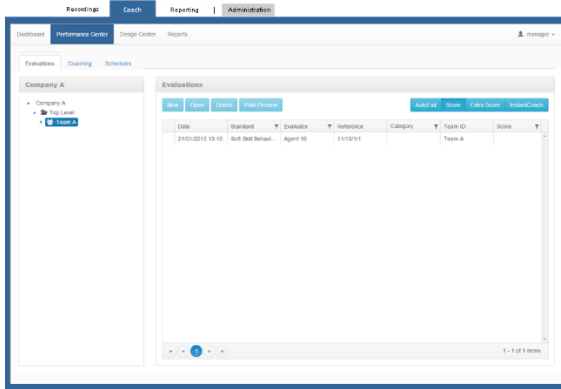 Recordings Coach Reporting | Administration
Dashboard Performance Center Design Center Reports manager
Evaluations Coaching Schedules
Company A
Company A
Top Level
Team A
Evaluations
New Open Delete Print Preview AutoFail Score Extra Score InstantCoach
Date Standard Evaluator Reference Category Team ID Score
21/01/2015 13:10 Soft Skill Behavi... Agent 10 11/15/1/1 Team A
1
1 - 1 of 1 items